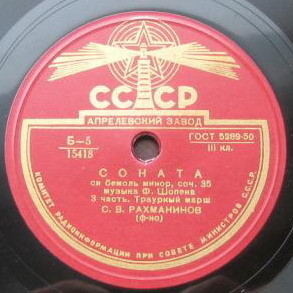 СССР
АПРЕЛЕВСКИЙ ЗАВОД
Б-5
15418
ГОСТ 5289-50
III кл.
СОНАТА
си бемоль минор, соч. 35
музыка Ф. Шопена
3 часть. Траурный марш
С. В. РАХМАНИНОВ
(ф-но)
КОМИТЕТ РАДИОИНФОРМАЦИИ ПРИ СОВЕТЕ МИНИСТРОВ С.С.С.Р.